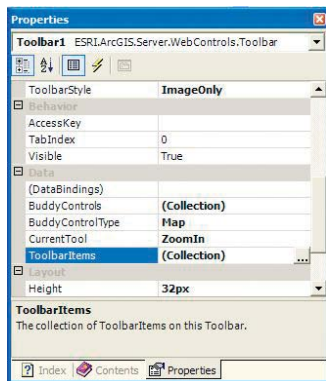 Properties
Toolbar1 ESRI.ArcGIS.Server.WebControls.Toolbar
ToolbarStyle ImageOnly
Behavior
AccessKey
TabIndex 0
Visible True
Data
(DataBindings)
BuddyControls (Collection)
BuddyControlType Map
CurrentTool ZoomIn
ToolbarItems (Collection) ...
Layout
Height 32px
ToolbarItems
The collection of ToolbarItems on this Toolbar.
Index Contents Properties